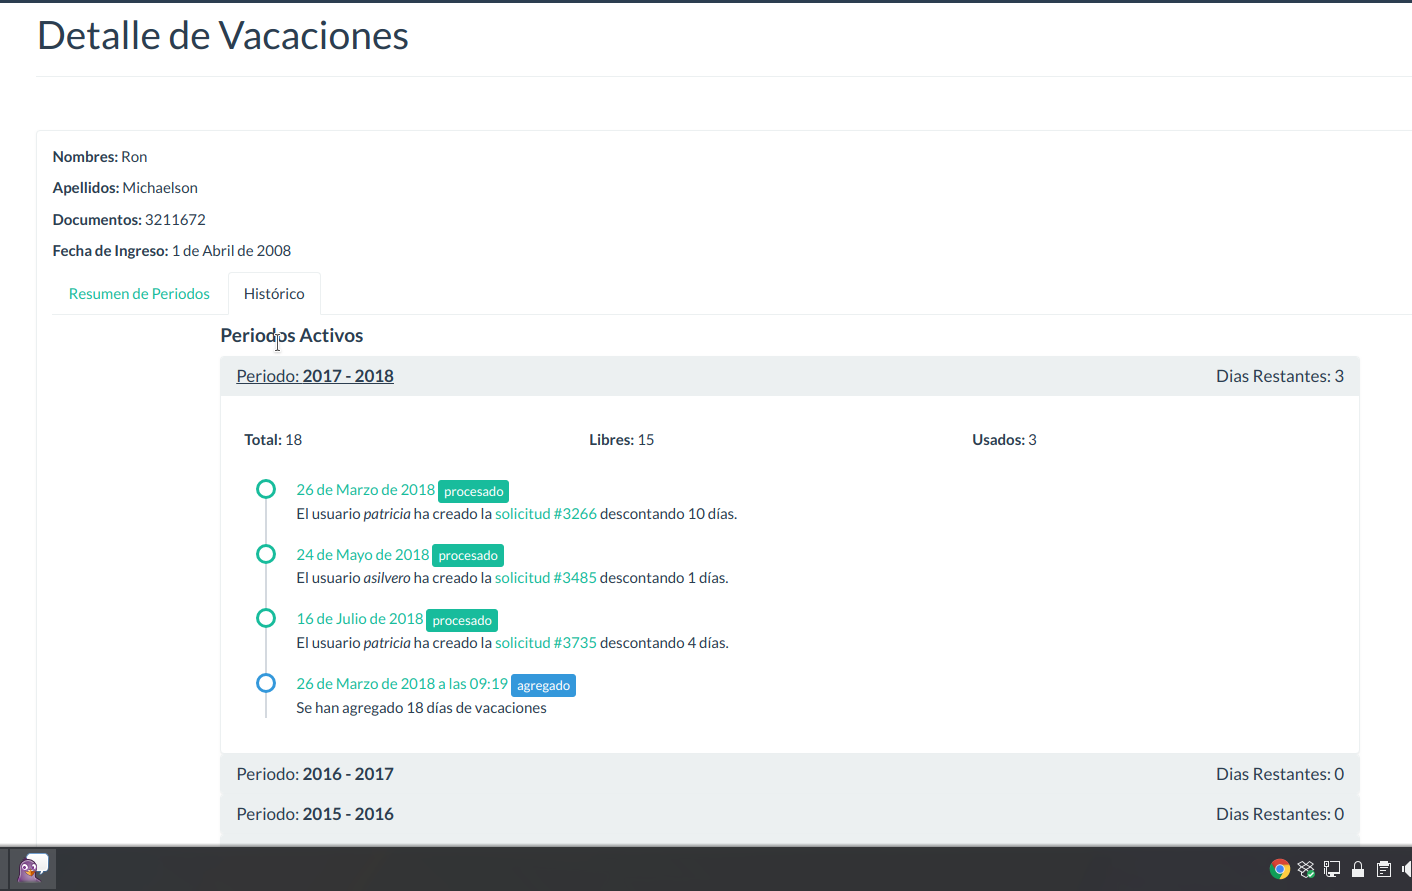 Detalle de Vacaciones
Nombres: Ron
Apellidos: Michaelson
Documentos: 3211672
Fecha de Ingreso: 1 de Abril de 2008
Resumen de Periodos Histórico
Periodos Activos
Periodo: 2017 - 2018 Dias Restantes: 3
Total: 18 Libres: 15 Usados: 3
26 de Marzo de 2018 procesado
El usuario patricia ha creado la solicitud #3266 descontando 10 días.
24 de Mayo de 2018 procesado
El usuario asilvero ha creado la solicitud #3485 descontando 1 días.
16 de Julio de 2018 procesado
El usuario patricia ha creado la solicitud #3735 descontando 4 días.
26 de Marzo de 2018 a las 09:19 agregado
Se han agregado 18 días de vacaciones
Periodo: 2016 - 2017 Dias Restantes: 0
Periodo: 2015 - 2016 Dias Restantes: 0